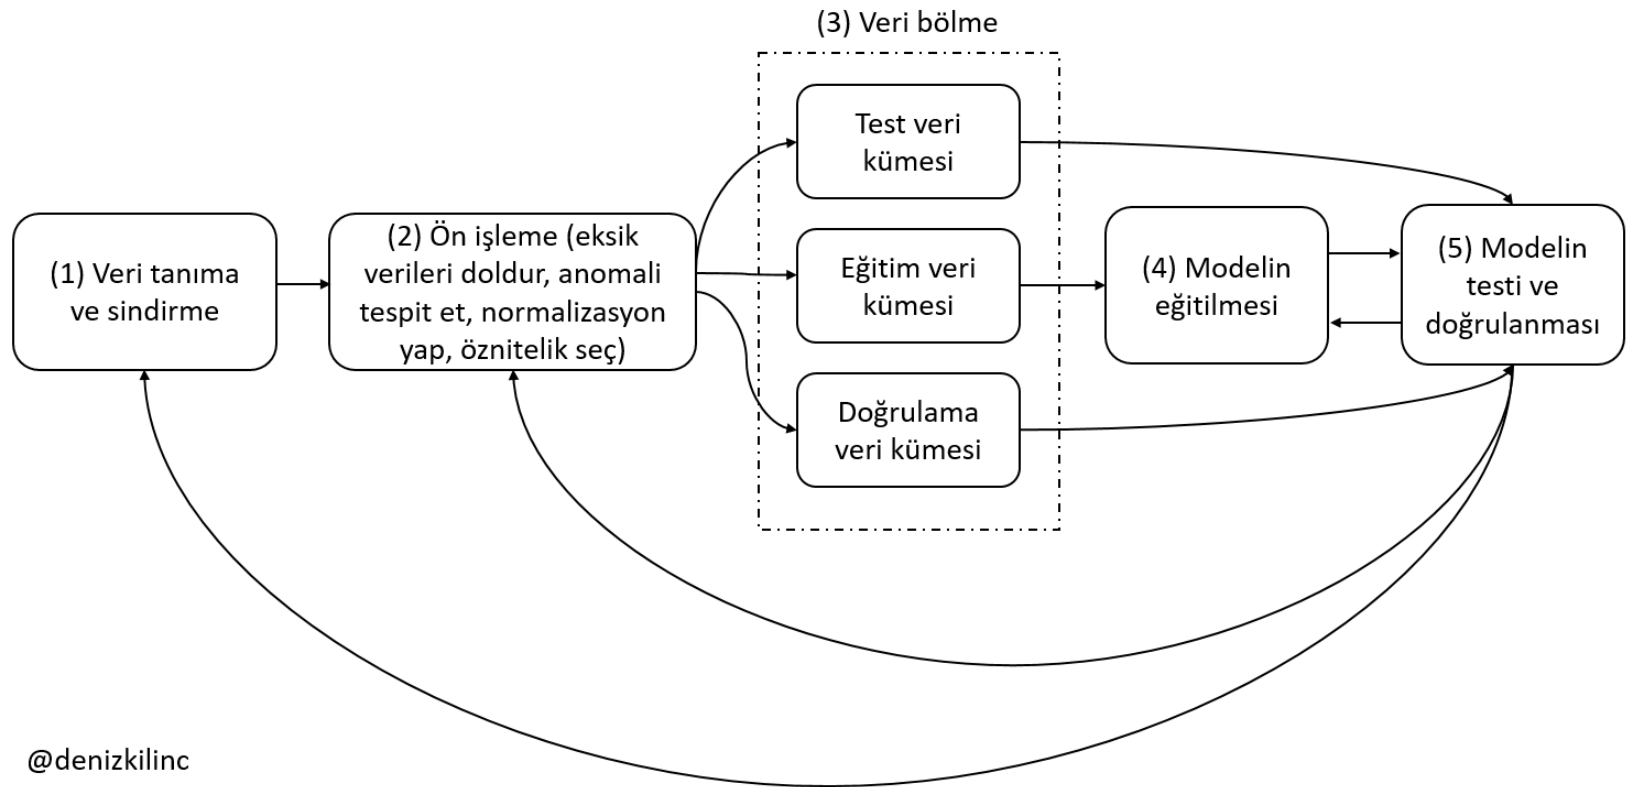 (3) Veri bölme
Test veri
kümesi
(1) Veri tanıma
ve sindirme
(2) Ön işleme (eksik
verileri doldur, anomali
tespit et, normalizasyon
yap, öznitelik seç)
Eğitim veri
kümesi
(4) Modelin
eğitilmesi
(5) Modelin
testi ve
doğrulanması
Doğrulama
veri kümesi
@denizkilinc